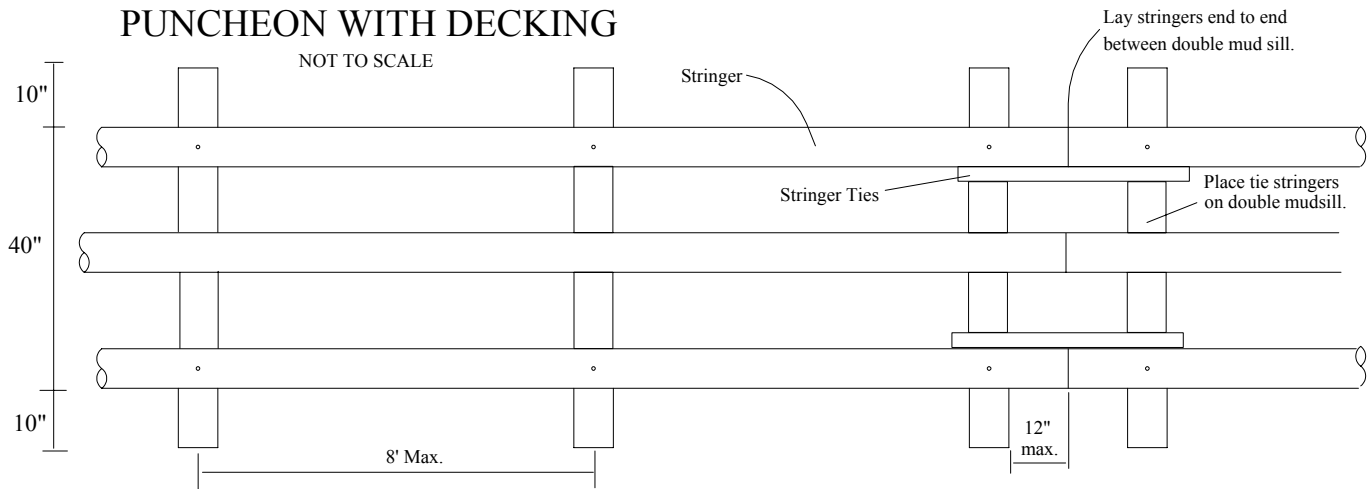 PUNCHEON WITH DECKING
NOT TO SCALE
Lay stringers end to end
between double mud sill.
Stringer
10"
Stringer Ties
Place tie stringers
on double mudsill.
40"
10"
8' Max.
12"
max.